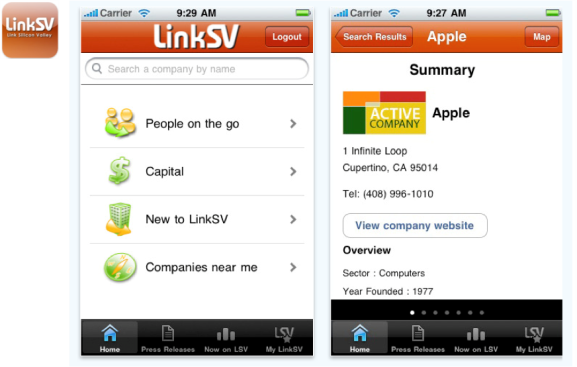 LinkSV
Link Silicon Valley
Carrier 9:29 AM
LinkSV
Logout
Search a company by name
People on the go
Capital
New to LinkSV
Companies near me
Home Press Releases Now on LSV My LinkSV
Carrier 9:27 AM
Search Results Apple Map
Summary
ACTIVE
COMPANY
Apple
1 Infinite Loop
Cupertino, CA 95014
Tel: (408) 996-1010
View company website
Overview
Sector : Computers
Year Founded : 1977
Home Press Releases Now on LSV My LinkSV